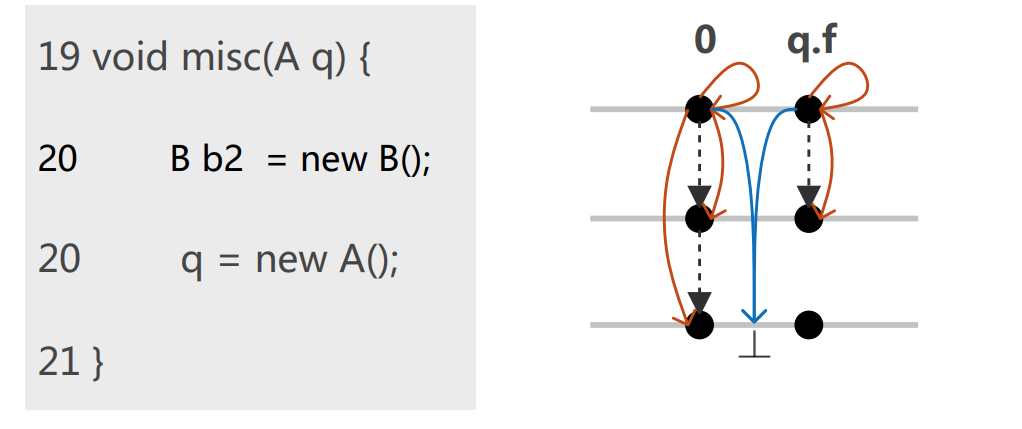 19 void misc(A q) {
20 B b2 = new B();
20 q = new A();
21 }
0 q.f
⊥